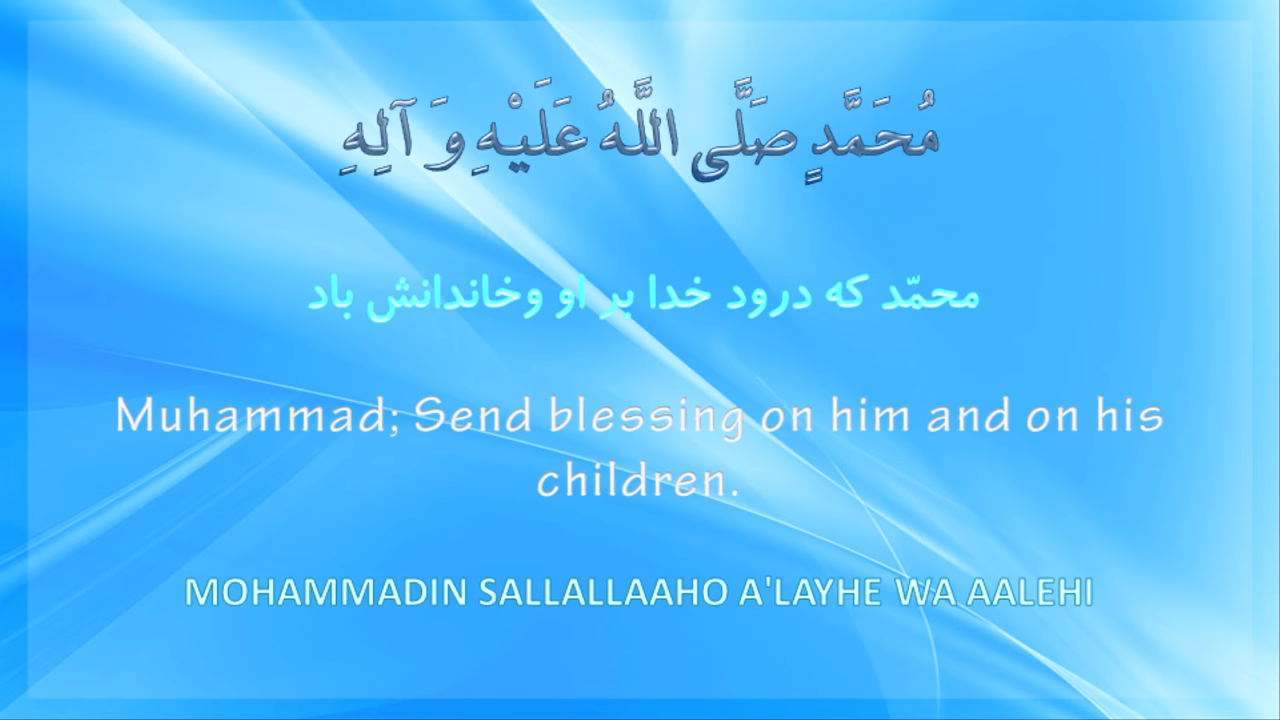 مُحَمَّدٍ صَلَّى اللَّهُ عَلَيْهِ وَ آلِهِ
محمّد که درود خدا بر او وخاندانش باد
Muhammad; Send blessing on him and on his
children.
MOHAMMADIN SALLALLAAHO A'LAYHE WA AALEHI